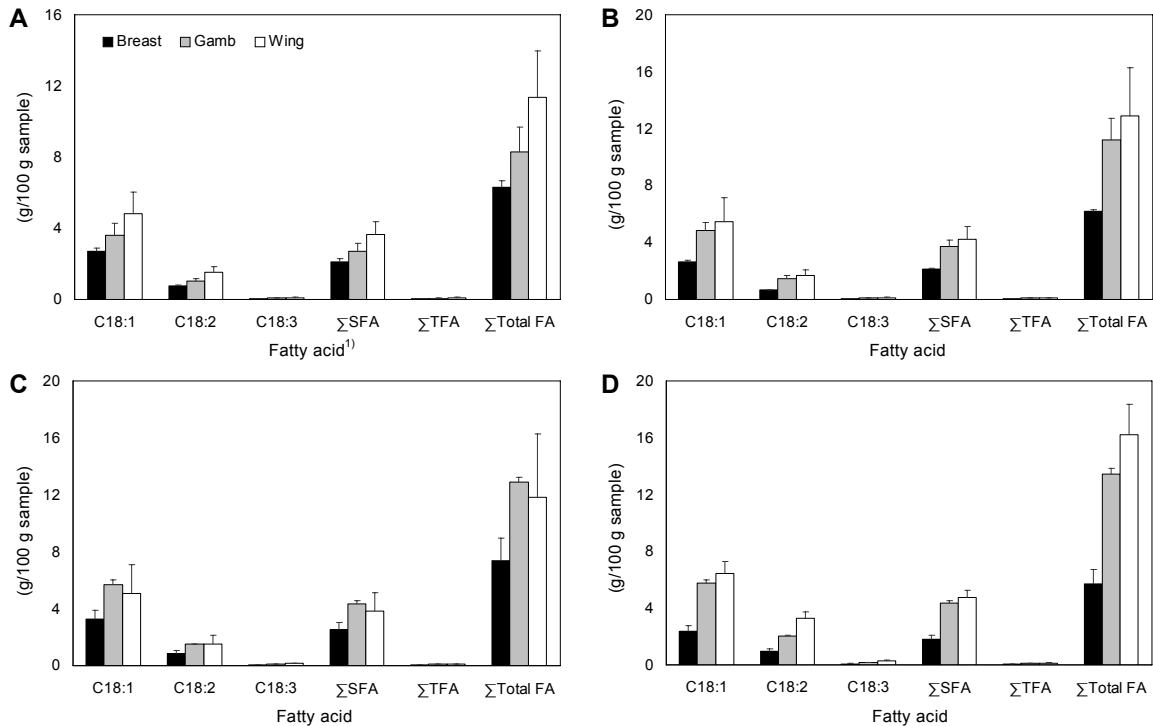 A
16
12
8
4
0
(g/100 g sample)
Breast Gamb Wing
C18:1 C18:2 C18:3 ∑SFA ∑TFA ∑Total FA
Fatty acid1)
B
20
16
12
8
4
0
(g/100 g sample)
C18:1 C18:2 C18:3 ∑SFA ∑TFA ∑Total FA
Fatty acid
C
20
16
12
8
4
0
(g/100 g sample)
C18:1 C18:2 C18:3 ∑SFA ∑TFA ∑Total FA
Fatty acid
D
20
16
12
8
4
0
(g/100 g sample)
C18:1 C18:2 C18:3 ∑SFA ∑TFA ∑Total FA
Fatty acid